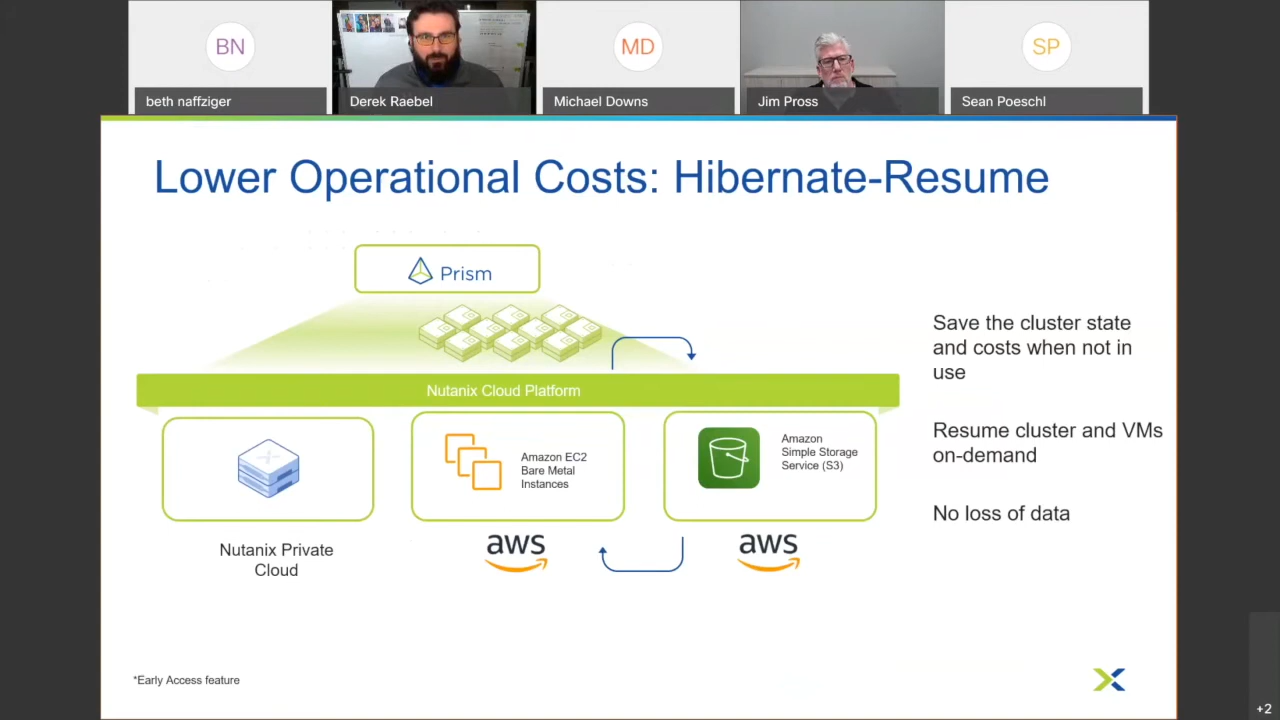 BN
MD
SP
beth naffziger
Derek Raebel
Michael Downs
Jim Pross
Sean Poeschl
Lower Operational Costs: Hibernate-Resume
Prism
Nutanix Cloud Platform
Nutanix Private
Cloud
Amazon EC2
Bare Metal
Instances
aws
Amazon
Simple Storage
Service (S3)
aws
Save the cluster state
and costs when not in
use
Resume cluster and VMs
on-demand
No loss of data
*Early Access feature
+2